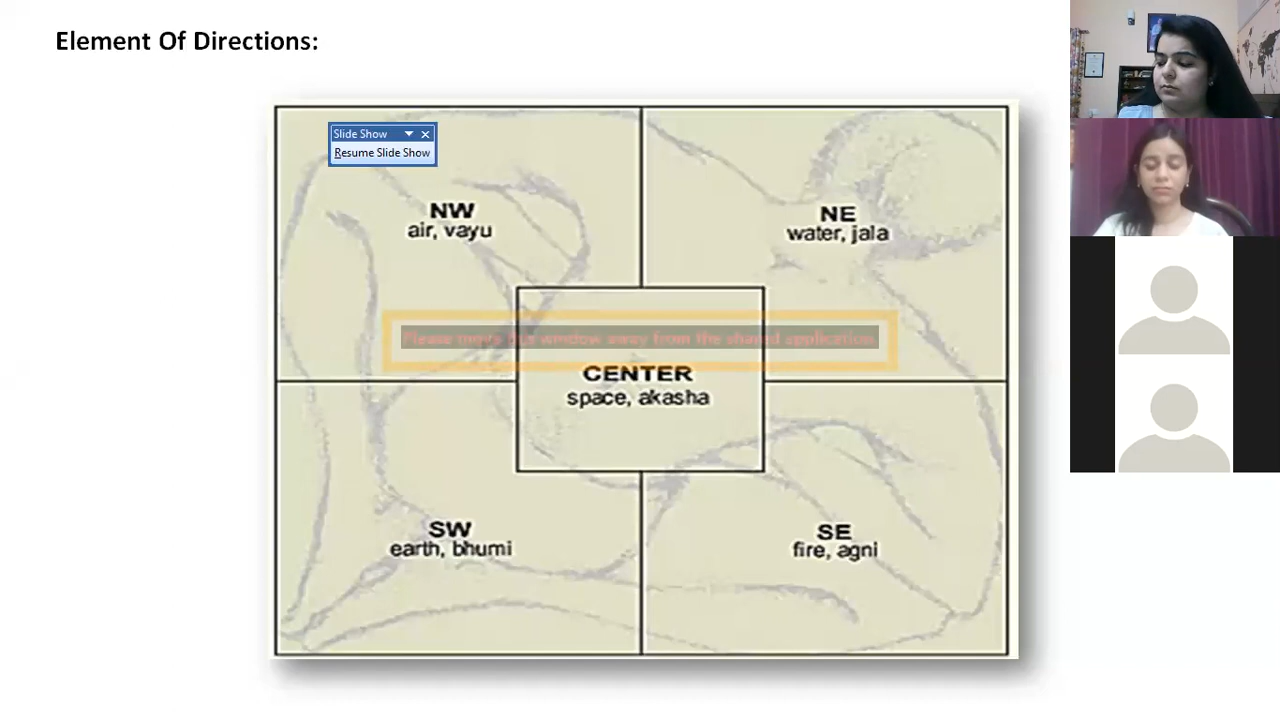 Element Of Directions:
Slide Show
Resume Slide Show
NW
air, vayu
NE
water, jala
Please move this window away from the shared application.
CENTER
space, akasha
SW
earth, bhumi
SE
fire, agni